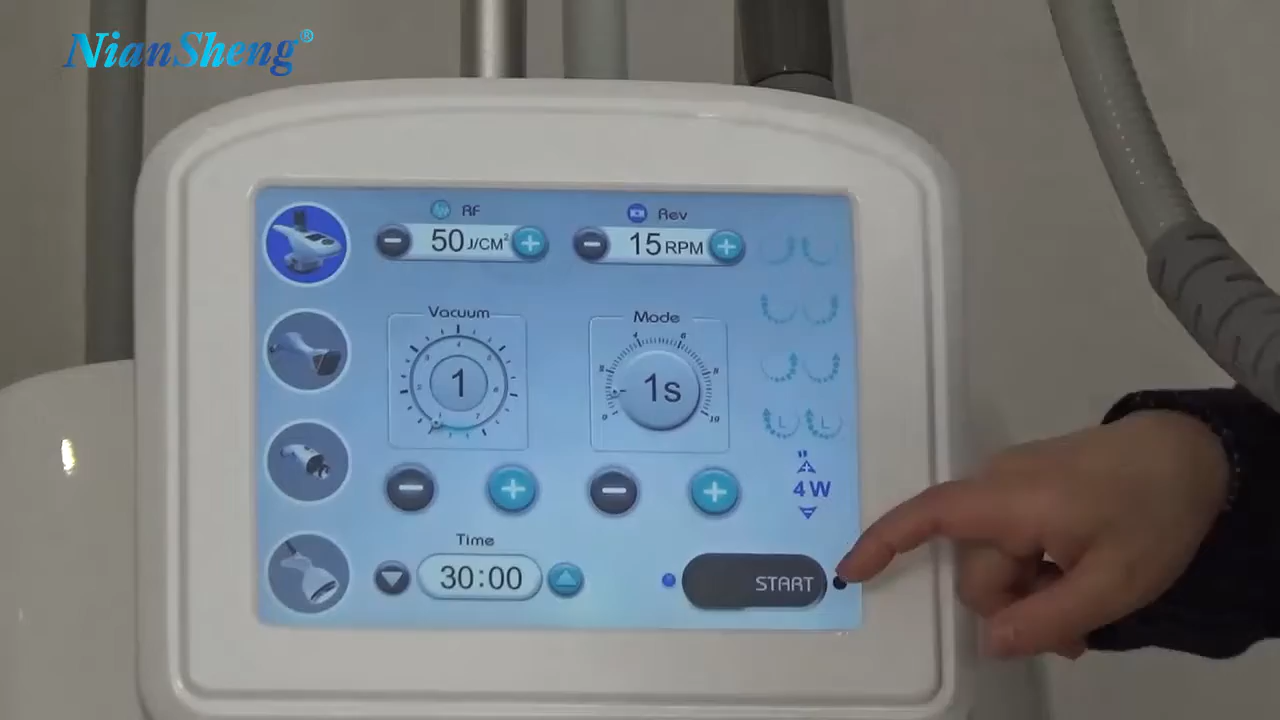 NianSheng®
RF
Rev
50 J/CM²
15 RPM
Vacuum
Mode
1
1s
4 W
Time
30:00
START